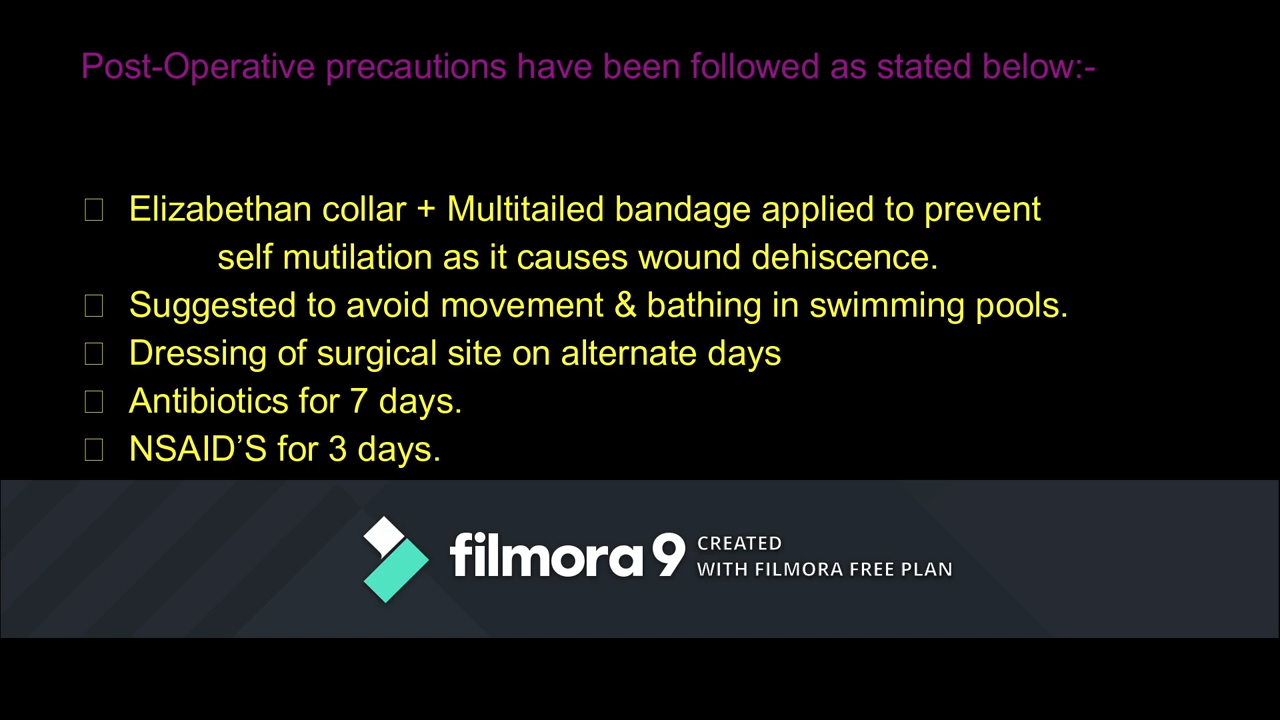 Post-Operative precautions have been followed as stated below:-
Elizabethan collar + Multitailed bandage applied to prevent
self mutilation as it causes wound dehiscence.
Suggested to avoid movement & bathing in swimming pools.
Dressing of surgical site on alternate days
Antibiotics for 7 days.
NSAID’S for 3 days.
filmora 9 CREATED
WITH FILMORA FREE PLAN